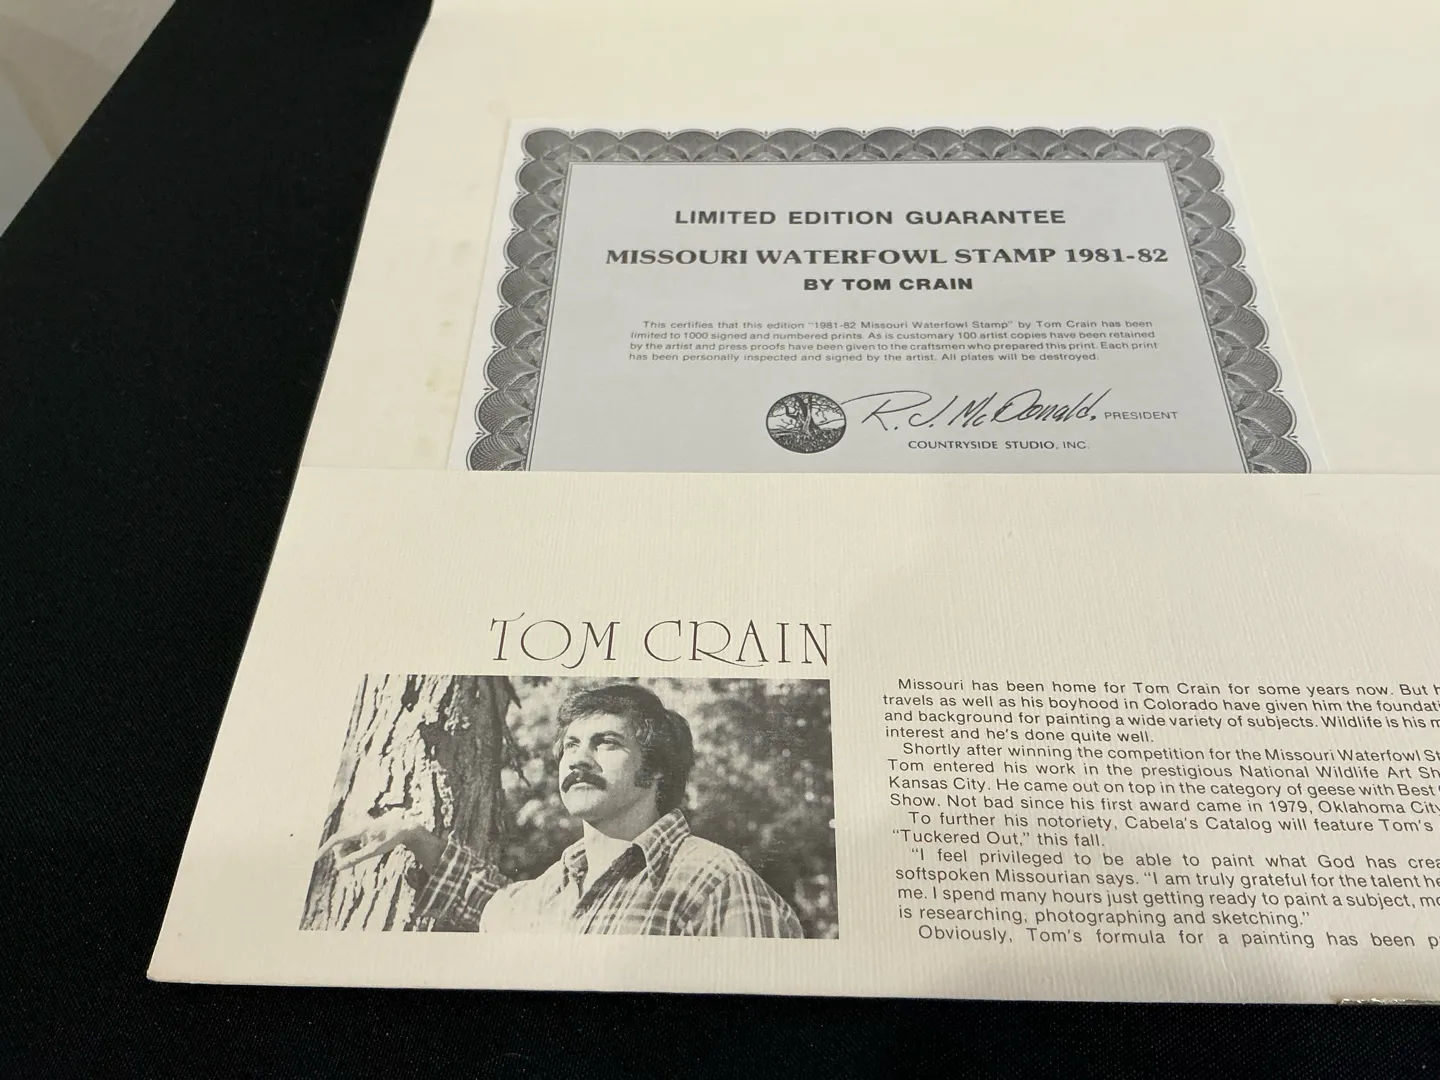 LIMITED EDITION GUARANTEE
MISSOURI WATERFOWL STAMP 1981-82
BY TOM CRAIN
This certifies that this edition "1981-82 Missouri Waterfowl Stamp" by Tom Crain has been
limited to 1000 signed and numbered prints. As is customary 100 artist copies have been retained
by the artist and press proofs have been given to the craftsmen who prepared this print. Each print
has been personally inspected and signed by the artist. All plates will be destroyed.
R. J. McDonald, PRESIDENT
COUNTRYSIDE STUDIO, INC.
TOM CRAIN
Missouri has been home for Tom Crain for some years now. But
travels as well as his boyhood in Colorado have given him the
and background for painting a wide variety of subjects. Wildlife is his
interest and he's done quite well.
Shortly after winning the competition for the Missouri Waterfowl
Tom entered his work in the prestigious National Wildlife Art
Kansas City. He came out on top in the category of geese with Best
Show. Not bad since his first award came in 1979, Oklahoma City
To further his notoriety, Cabela's Catalog will feature Tom's
"Tuckered Out," this fall.
"I feel privileged to be able to paint what God has
softspoken Missourian says. "I am truly grateful for the talent
me. I spend many hours just getting ready to paint a subject,
is researching, photographing and sketching."
Obviously, Tom's formula for a painting has been